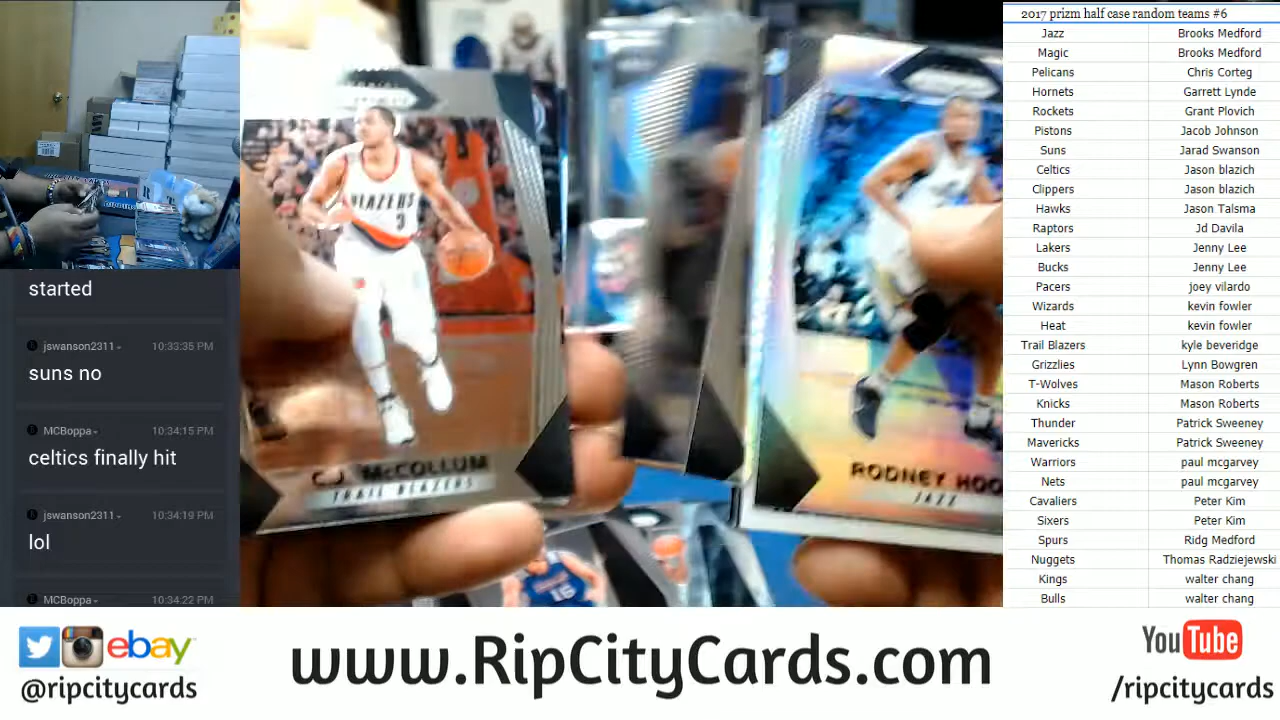 started
jswanson2311 10:33:35 PM
suns no
MCBoppa 10:34:15 PM
celtics finally hit
jswanson2311 10:34:19 PM
lol
MCBoppa 10:34:22 PM
BLAZERS
3
C.J. McCOLLUM
TRAIL BLAZERS
16
RODNEY HOO
JAZZ
2017 prizm half case random teams #6
Jazz Brooks Medford
Magic Brooks Medford
Pelicans Chris Corteg
Hornets Garrett Lynde
Rockets Grant Plovich
Pistons Jacob Johnson
Suns Jarad Swanson
Celtics Jason blazich
Clippers Jason blazich
Hawks Jason Talsma
Raptors Jd Davila
Lakers Jenny Lee
Bucks Jenny Lee
Pacers joey vilardo
Wizards kevin fowler
Heat kevin fowler
Trail Blazers kyle beveridge
Grizzlies Lynn Bowgren
T-Wolves Mason Roberts
Knicks Mason Roberts
Thunder Patrick Sweeney
Mavericks Patrick Sweeney
Warriors paul mcgarvey
Nets paul mcgarvey
Cavaliers Peter Kim
Sixers Peter Kim
Spurs Ridg Medford
Nuggets Thomas Radziejewski
Kings walter chang
Bulls walter chang
ebay
@ripcitycards
www.RipCityCards.com
YouTube
/ripcitycards